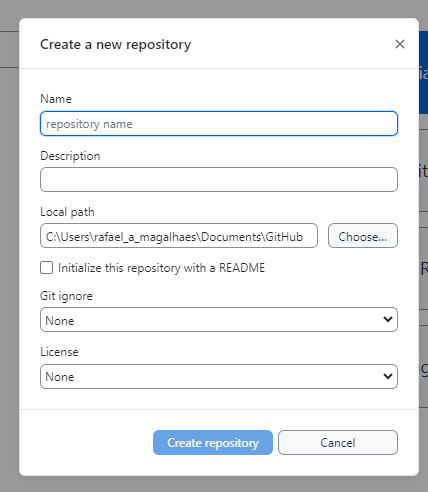 Create a new repository
Name
repository name
Description
Local path
C:\Users\rafael_a_magalhaes\Documents\GitHub
Choose...
Initialize this repository with a README
Git ignore
None
License
None
Create repository
Cancel